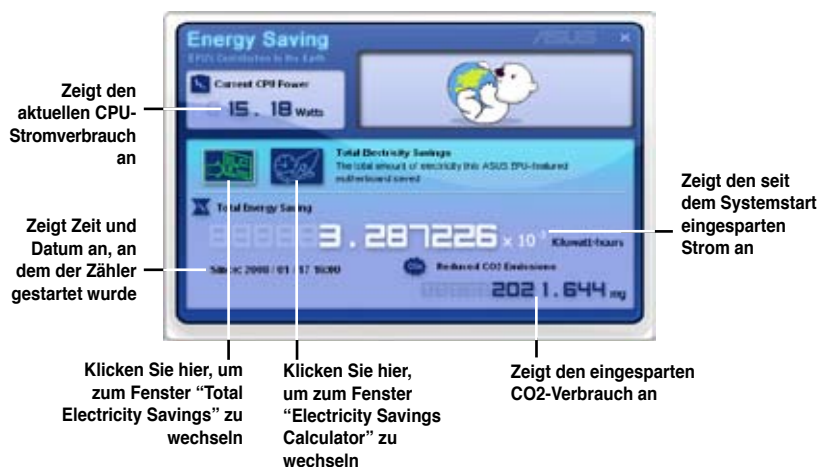 Energy Saving
EPU's Contribution to the Earth
ASUS
Current CPU Power
15.18 Watts
Total Electricity Savings
The total amount of electricity this ASUS EPU-featured
motherboard saved
Total Energy Saving
3.287226 × 10⁻³ Kilowatt-hours
Since: 2008/01/17 16:00
CO2
Reduced CO2 Emissions
2021.644 mg
Zeigt den
aktuellen CPU-
Stromverbrauch
an
Zeigt Zeit und
Datum an, an
dem der Zähler
gestartet wurde
Zeigt den seit
dem Systemstart
eingesparten
Strom an
Klicken Sie hier, um
zum Fenster “Total
Electricity Savings” zu
wechseln
Klicken Sie hier,
um zum Fenster
“Electricity Savings
Calculator” zu
wechseln
Zeigt den eingesparten
CO2-Verbrauch an